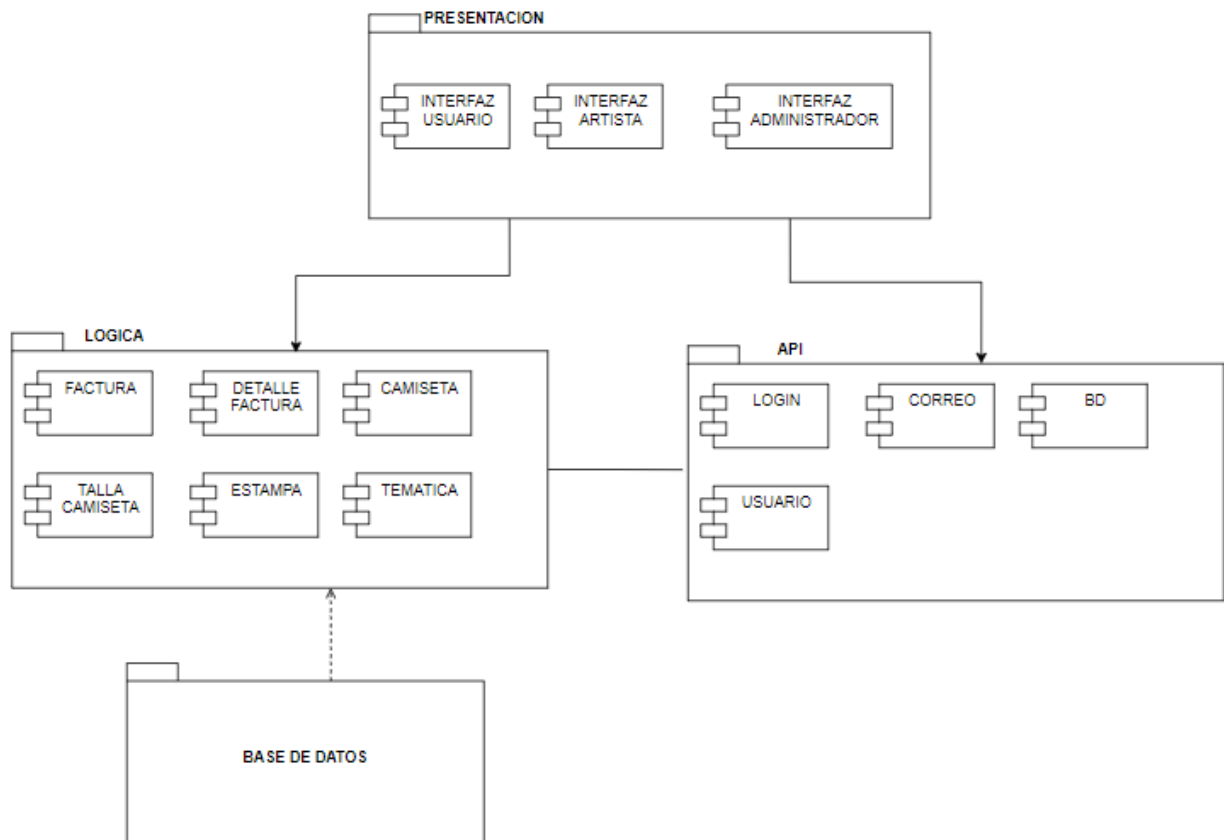 PRESENTACION
INTERFAZ
USUARIO
INTERFAZ
ARTISTA
INTERFAZ
ADMINISTRADOR
LOGICA
FACTURA
DETALLE
FACTURA
CAMISETA
TALLA
CAMISETA
ESTAMPA
TEMATICA
API
LOGIN
CORREO
BD
USUARIO
BASE DE DATOS